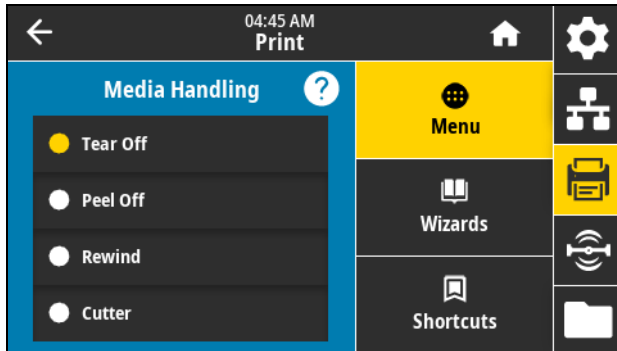 04:45 AM
Print
Media Handling ?
Menu
Tear Off
Peel Off
Wizards
Rewind
Cutter
Shortcuts